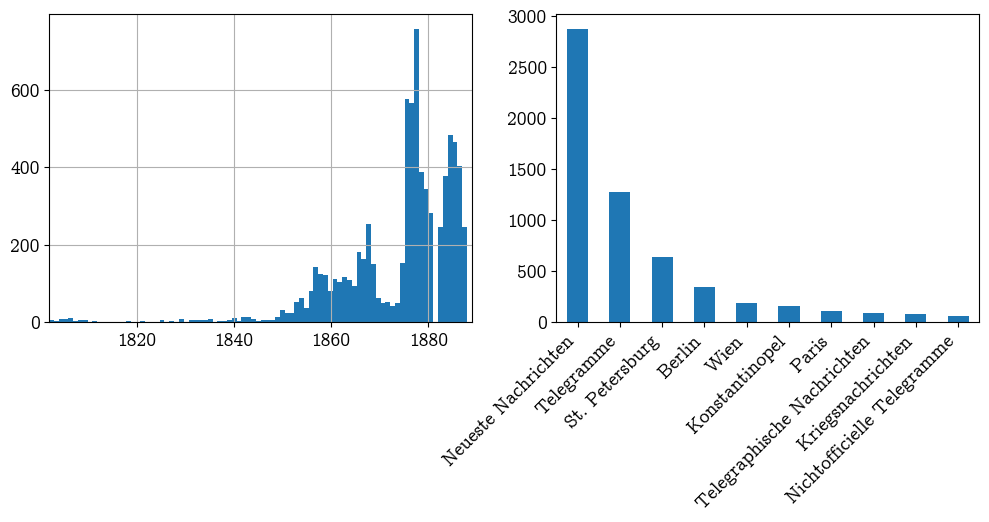 600
400
200
0
1820 1840 1860 1880
3000
2500
2000
1500
1000
500
0
Neueste Nachrichten
Telegramme
St. Petersburg
Berlin
Wien
Konstantinopel
Paris
Telegraphische Nachrichten
Kriegsnachrichten
Nichtofficielle Telegramme